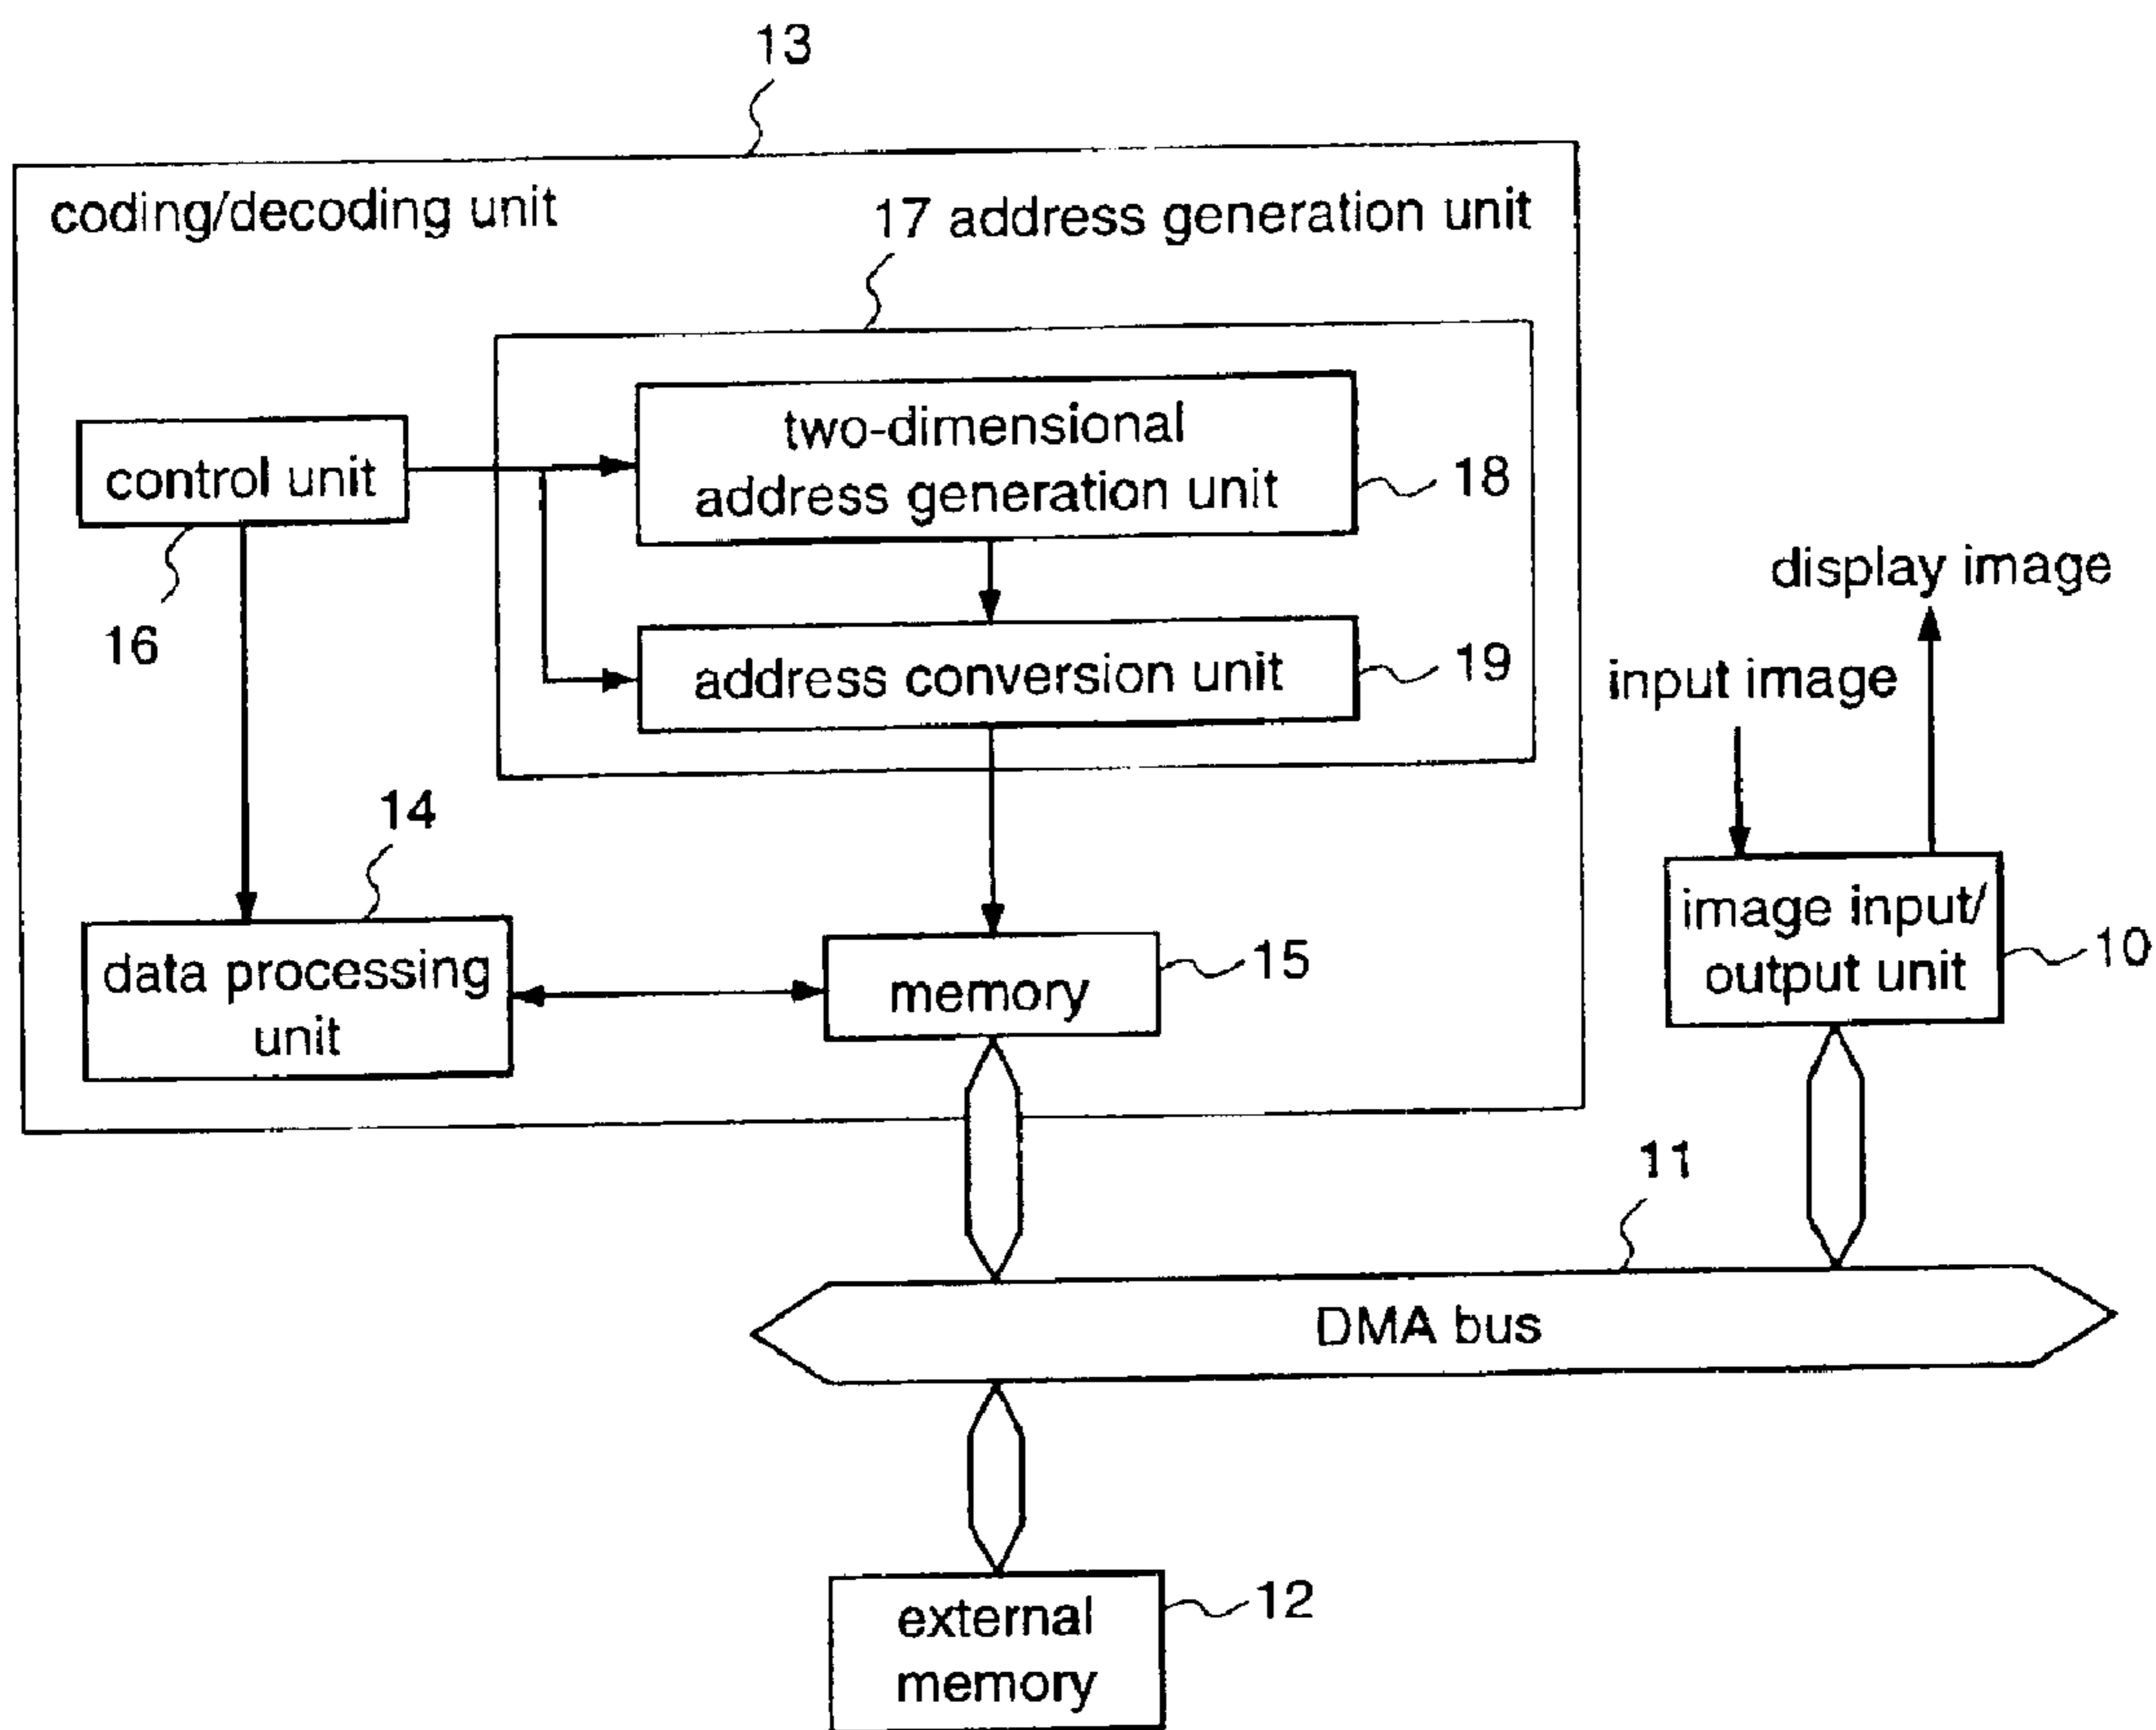 13
coding/decoding unit
17 address generation unit
two-dimensional
address generation unit
18
control unit
16
address conversion unit
19
display image
input image
14
data processing
unit
memory
15
image input/
output unit
10
11
DMA bus
external
memory
12